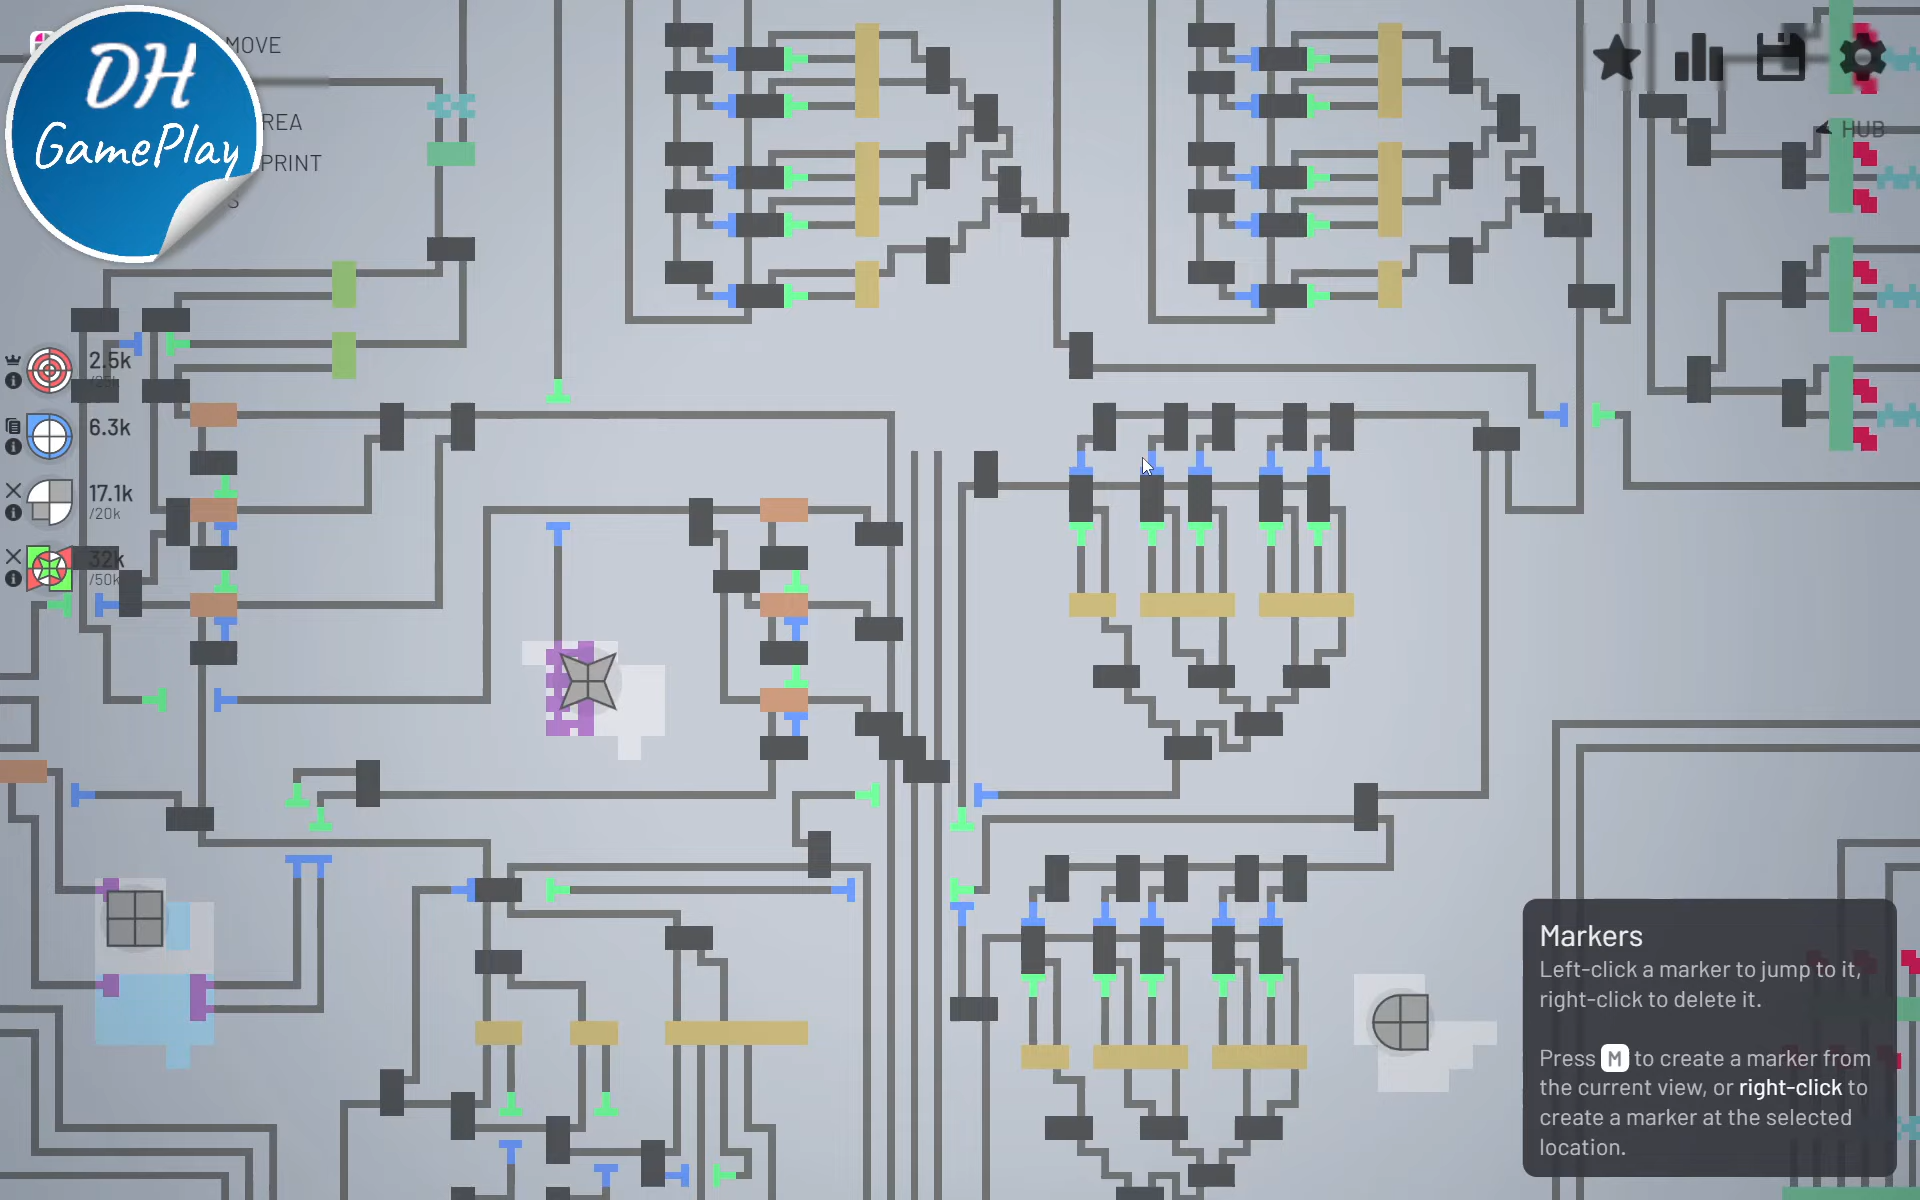 DH
GamePlay
MOVE
REA
PRINT
S
HUB
2.5k
6.3k
17.1k
/20k
32k
/50k
Markers
Left-click a marker to jump to it,
right-click to delete it.
Press M to create a marker from
the current view, or right-click to
create a marker at the selected
location.